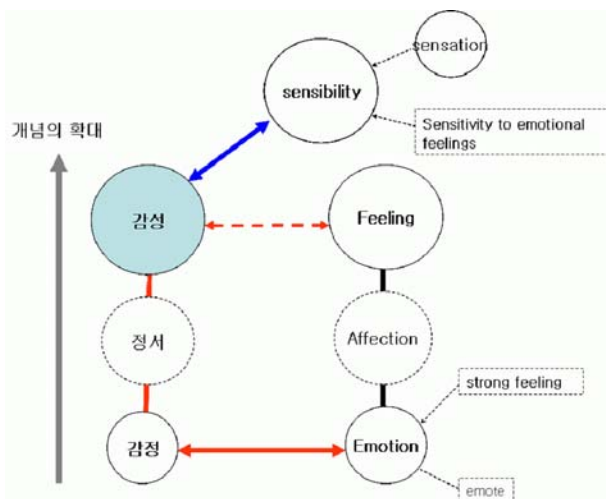 sensation
sensibility
개념의 확대
Sensitivity to emotional
feelings
감성
Feeling
정서
Affection
strong feeling
감정
Emotion
emote